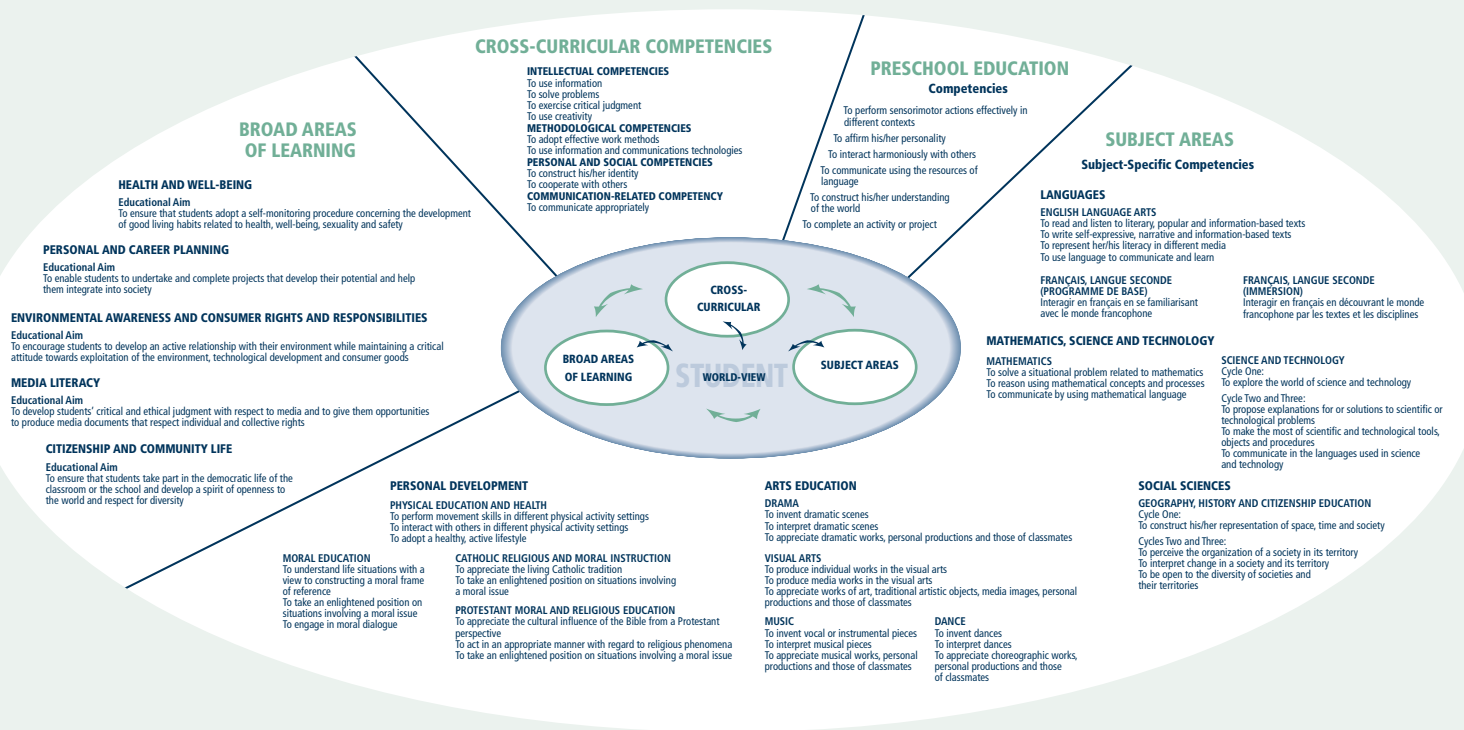 CROSS-CURRICULAR COMPETENCIES
INTELLECTUAL COMPETENCIES
To use information
To solve problems
To exercise critical judgment
To use creativity
METHODOLOGICAL COMPETENCIES
To adopt effective work methods
To use information and communications technologies
PERSONAL AND SOCIAL COMPETENCIES
To construct his/her identity
To cooperate with others
COMMUNICATION-RELATED COMPETENCY
To communicate appropriately
PRESCHOOL EDUCATION
Competencies
To perform sensorimotor actions effectively in
different contexts
To affirm his/her personality
To interact harmoniously with others
To communicate using the resources of
language
To construct his/her understanding
of the world
To complete an activity or project
BROAD AREAS
OF LEARNING
HEALTH AND WELL-BEING
Educational Aim
To ensure that students adopt a self-monitoring procedure concerning the development
of good living habits related to health, well-being, sexuality and safety
PERSONAL AND CAREER PLANNING
Educational Aim
To enable students to undertake and complete projects that develop their potential and help
them integrate into society
ENVIRONMENTAL AWARENESS AND CONSUMER RIGHTS AND RESPONSIBILITIES
Educational Aim
To encourage students to develop an active relationship with their environment while maintaining a critical
attitude towards exploitation of the environment, technological development and consumer goods
MEDIA LITERACY
Educational Aim
To develop students' critical and ethical judgment with respect to media and to give them opportunities
to produce media documents that respect individual and collective rights
CITIZENSHIP AND COMMUNITY LIFE
Educational Aim
To ensure that students take part in the democratic life of the
classroom or the school and develop a spirit of openness to
the world and respect for diversity
CROSS-
CURRICULAR
BROAD AREAS
OF LEARNING
STUDENT
WORLD-VIEW
SUBJECT AREAS
SUBJECT AREAS
Subject-Specific Competencies
LANGUAGES
ENGLISH LANGUAGE ARTS
To read and listen to literary, popular and information-based texts
To write self-expressive, narrative and information-based texts
To represent her/his literacy in different media
To use language to communicate and learn
FRANÇAIS, LANGUE SECONDE
(PROGRAMME DE BASE)
Interagir en français en se familiarisant
avec le monde francophone
FRANÇAIS, LANGUE SECONDE
(IMMERSION)
Interagir en français en découvrant le monde
francophone par les textes et les disciplines
MATHEMATICS, SCIENCE AND TECHNOLOGY
MATHEMATICS
To solve a situational problem related to mathematics
To reason using mathematical concepts and processes
To communicate by using mathematical language
SCIENCE AND TECHNOLOGY
Cycle One:
To explore the world of science and technology
Cycle Two and Three:
To propose explanations for or solutions to scientific or
technological problems
To make the most of scientific and technological tools,
objects and procedures
To communicate in the languages used in science
and technology
PERSONAL DEVELOPMENT
PHYSICAL EDUCATION AND HEALTH
To perform movement skills in different physical activity settings
To interact with others in different physical activity settings
To adopt a healthy, active lifestyle
MORAL EDUCATION
To understand life situations with a
view to constructing a moral frame
of reference
To take an enlightened position on
situations involving a moral issue
To engage in moral dialogue
CATHOLIC RELIGIOUS AND MORAL INSTRUCTION
To appreciate the living Catholic tradition
To take an enlightened position on situations involving
a moral issue
PROTESTANT MORAL AND RELIGIOUS EDUCATION
To appreciate the cultural influence of the Bible from a Protestant
perspective
To act in an appropriate manner with regard to religious phenomena
To take an enlightened position on situations involving a moral issue
ARTS EDUCATION
DRAMA
To invent dramatic scenes
To interpret dramatic scenes
To appreciate dramatic works, personal productions and those of classmates
VISUAL ARTS
To produce individual works in the visual arts
To produce media works in the visual arts
To appreciate works of art, traditional artistic objects, media images, personal
productions and those of classmates
MUSIC
To invent vocal or instrumental pieces
To interpret musical pieces
To appreciate musical works, personal
productions and those of classmates
DANCE
To invent dances
To interpret dances
To appreciate choreographic works,
personal productions and those
of classmates
SOCIAL SCIENCES
GEOGRAPHY, HISTORY AND CITIZENSHIP EDUCATION
Cycle One:
To construct his/her representation of space, time and society
Cycles Two and Three:
To perceive the organization of a society in its territory
To interpret change in a society and its territory
To be open to the diversity of societies and
their territories